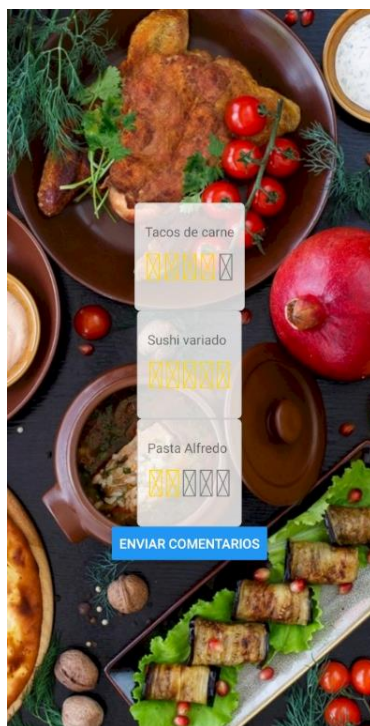 Tacos de carne
Sushi variado
Pasta Alfredo
ENVIAR COMENTARIOS